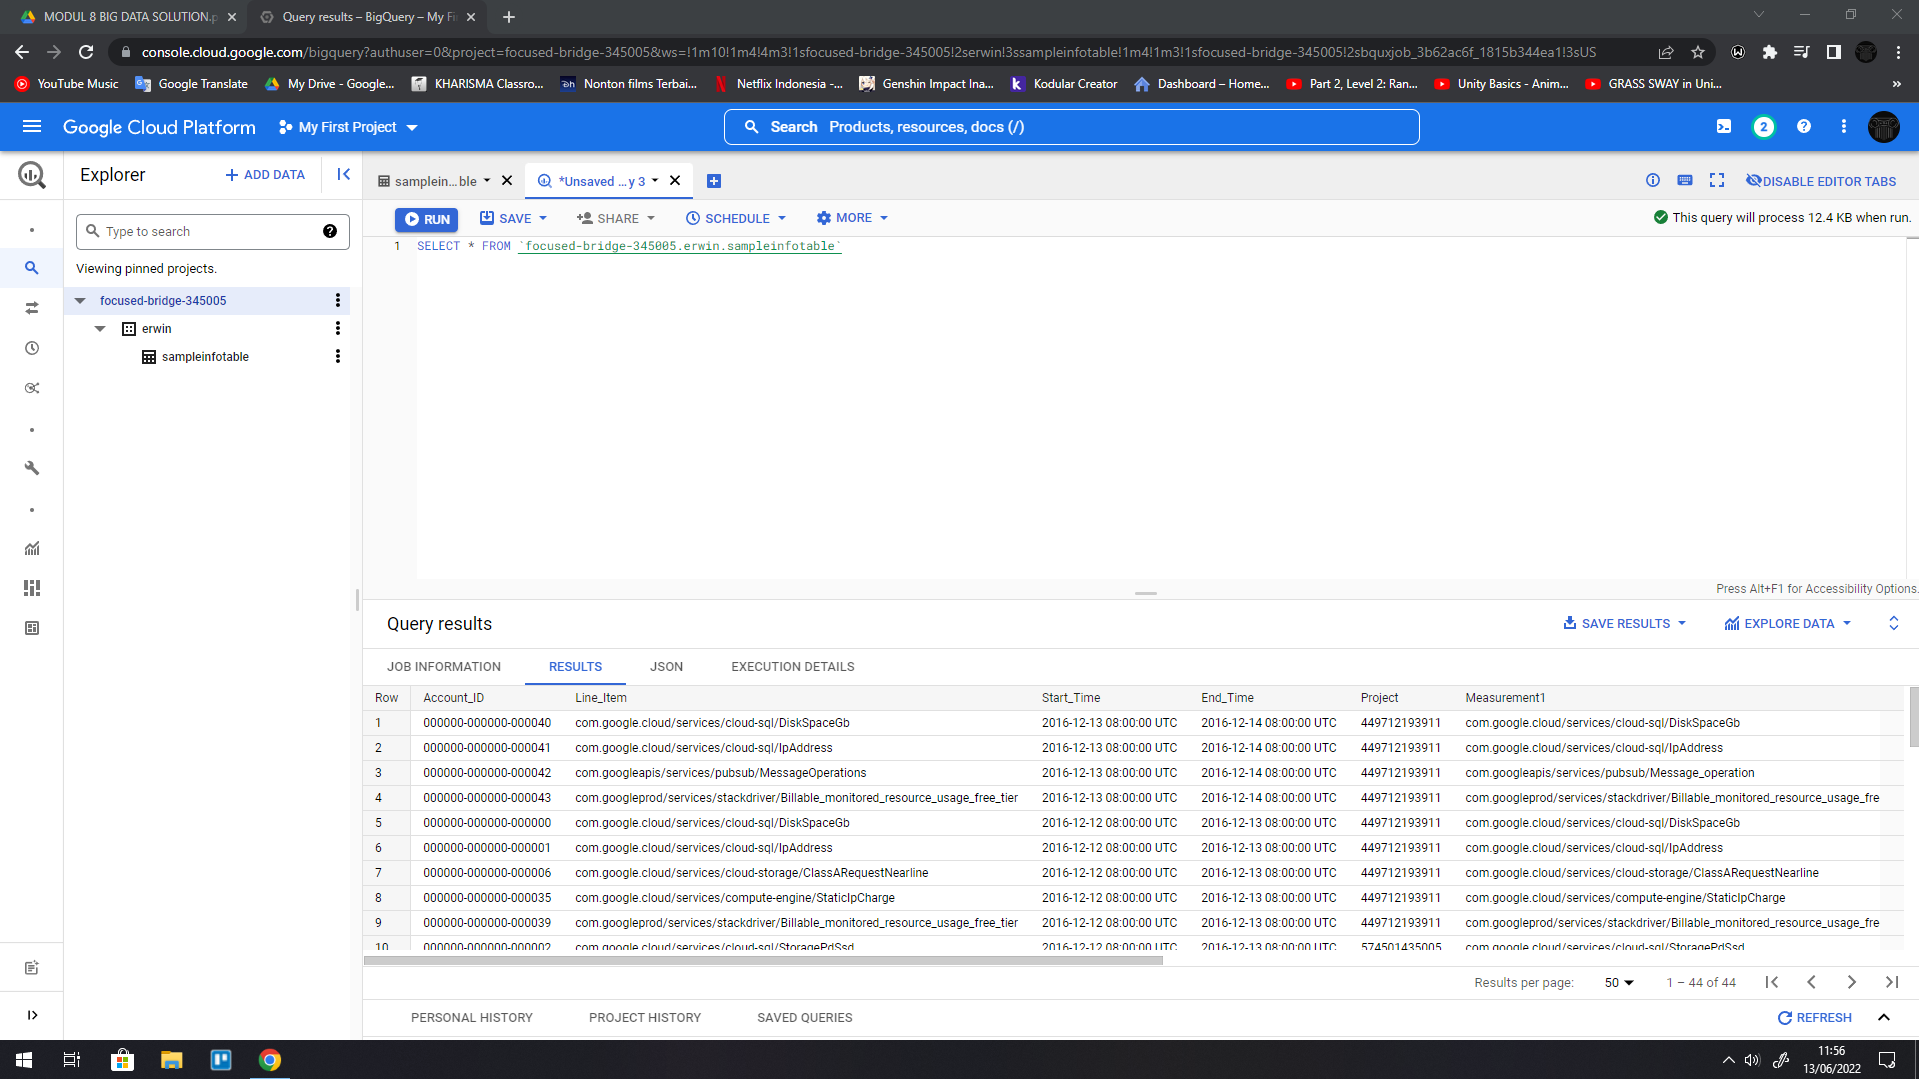 MODUL 8 BIG DATA SOLUTION.p
Query results – BigQuery – My Fi
console.cloud.google.com/bigquery?authuser=0&project=focused-bridge-345005&ws=!1m10!1m4!4m3!1sfocused-bridge-345005!2serwin!3ssampleinfotable!1m4!1m3!1sfocused-bridge-345005!2sbquxjob_3b62ac6f_1815b344ea1!3sUS
YouTube Music
Google Translate
My Drive - Google...
KHARISMA Classro...
Nonton films Terbai...
Netflix Indonesia -...
Genshin Impact Ina...
Kodular Creator
Dashboard – Home...
Part 2, Level 2: Ran...
Unity Basics - Anim...
GRASS SWAY in Uni...
»
Google Cloud Platform
My First Project
Search Products, resources, docs (/)
2
Explorer
+ ADD DATA
samplein...ble
*Unsaved ...y 3
DISABLE EDITOR TABS
RUN
SAVE
SHARE
SCHEDULE
MORE
This query will process 12.4 KB when run.
Type to search
Viewing pinned projects.
focused-bridge-345005
erwin
sampleinfotable
1 SELECT * FROM `focused-bridge-345005.erwin.sampleinfotable`
Press Alt+F1 for Accessibility Options.
Query results
SAVE RESULTS
EXPLORE DATA
JOB INFORMATION RESULTS JSON EXECUTION DETAILS
Row Account_ID Line_Item Start_Time End_Time Project Measurement1
1 000000-000000-000040 com.google.cloud/services/cloud-sql/DiskSpaceGb 2016-12-13 08:00:00 UTC 2016-12-14 08:00:00 UTC 449712193911 com.google.cloud/services/cloud-sql/DiskSpaceGb
2 000000-000000-000041 com.google.cloud/services/cloud-sql/IpAddress 2016-12-13 08:00:00 UTC 2016-12-14 08:00:00 UTC 449712193911 com.google.cloud/services/cloud-sql/IpAddress
3 000000-000000-000042 com.googleapis/services/pubsub/MessageOperations 2016-12-13 08:00:00 UTC 2016-12-14 08:00:00 UTC 449712193911 com.googleapis/services/pubsub/Message_operation
4 000000-000000-000043 com.googleprod/services/stackdriver/Billable_monitored_resource_usage_free_tier 2016-12-13 08:00:00 UTC 2016-12-14 08:00:00 UTC 449712193911 com.googleprod/services/stackdriver/Billable_monitored_resource_usage_fre
5 000000-000000-000000 com.google.cloud/services/cloud-sql/DiskSpaceGb 2016-12-12 08:00:00 UTC 2016-12-13 08:00:00 UTC 449712193911 com.google.cloud/services/cloud-sql/DiskSpaceGb
6 000000-000000-000001 com.google.cloud/services/cloud-sql/IpAddress 2016-12-12 08:00:00 UTC 2016-12-13 08:00:00 UTC 449712193911 com.google.cloud/services/cloud-sql/IpAddress
7 000000-000000-000006 com.google.cloud/services/cloud-storage/ClassARequestNearline 2016-12-12 08:00:00 UTC 2016-12-13 08:00:00 UTC 449712193911 com.google.cloud/services/cloud-storage/ClassARequestNearline
8 000000-000000-000035 com.google.cloud/services/compute-engine/StaticIpCharge 2016-12-12 08:00:00 UTC 2016-12-13 08:00:00 UTC 449712193911 com.google.cloud/services/compute-engine/StaticIpCharge
9 000000-000000-000039 com.googleprod/services/stackdriver/Billable_monitored_resource_usage_free_tier 2016-12-12 08:00:00 UTC 2016-12-13 08:00:00 UTC 449712193911 com.googleprod/services/stackdriver/Billable_monitored_resource_usage_fre
10 000000-000000-000002 com.google.cloud/services/cloud-sql/StoragePdSsd 2016-12-12 08:00:00 UTC 2016-12-13 08:00:00 UTC 574501435005 com.google.cloud/services/cloud-sql/StoragePdSsd
Results per page: 50 1 – 44 of 44
PERSONAL HISTORY PROJECT HISTORY SAVED QUERIES
REFRESH
11:56
13/06/2022